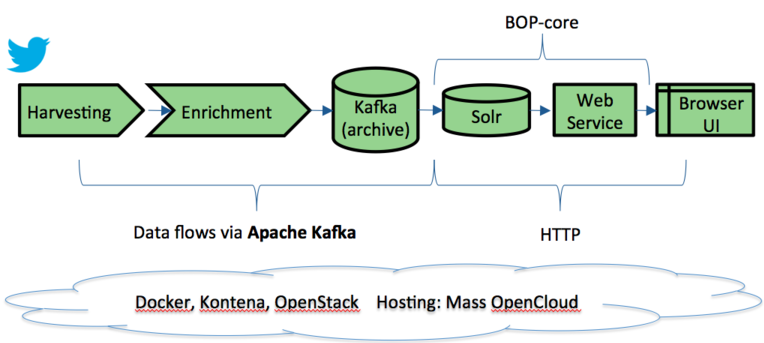 BOP-core
Harvesting
Enrichment
Kafka
(archive)
Solr
Web
Service
Browser
UI
Data flows via Apache Kafka
HTTP
Docker, Kontena, OpenStack Hosting: Mass OpenCloud